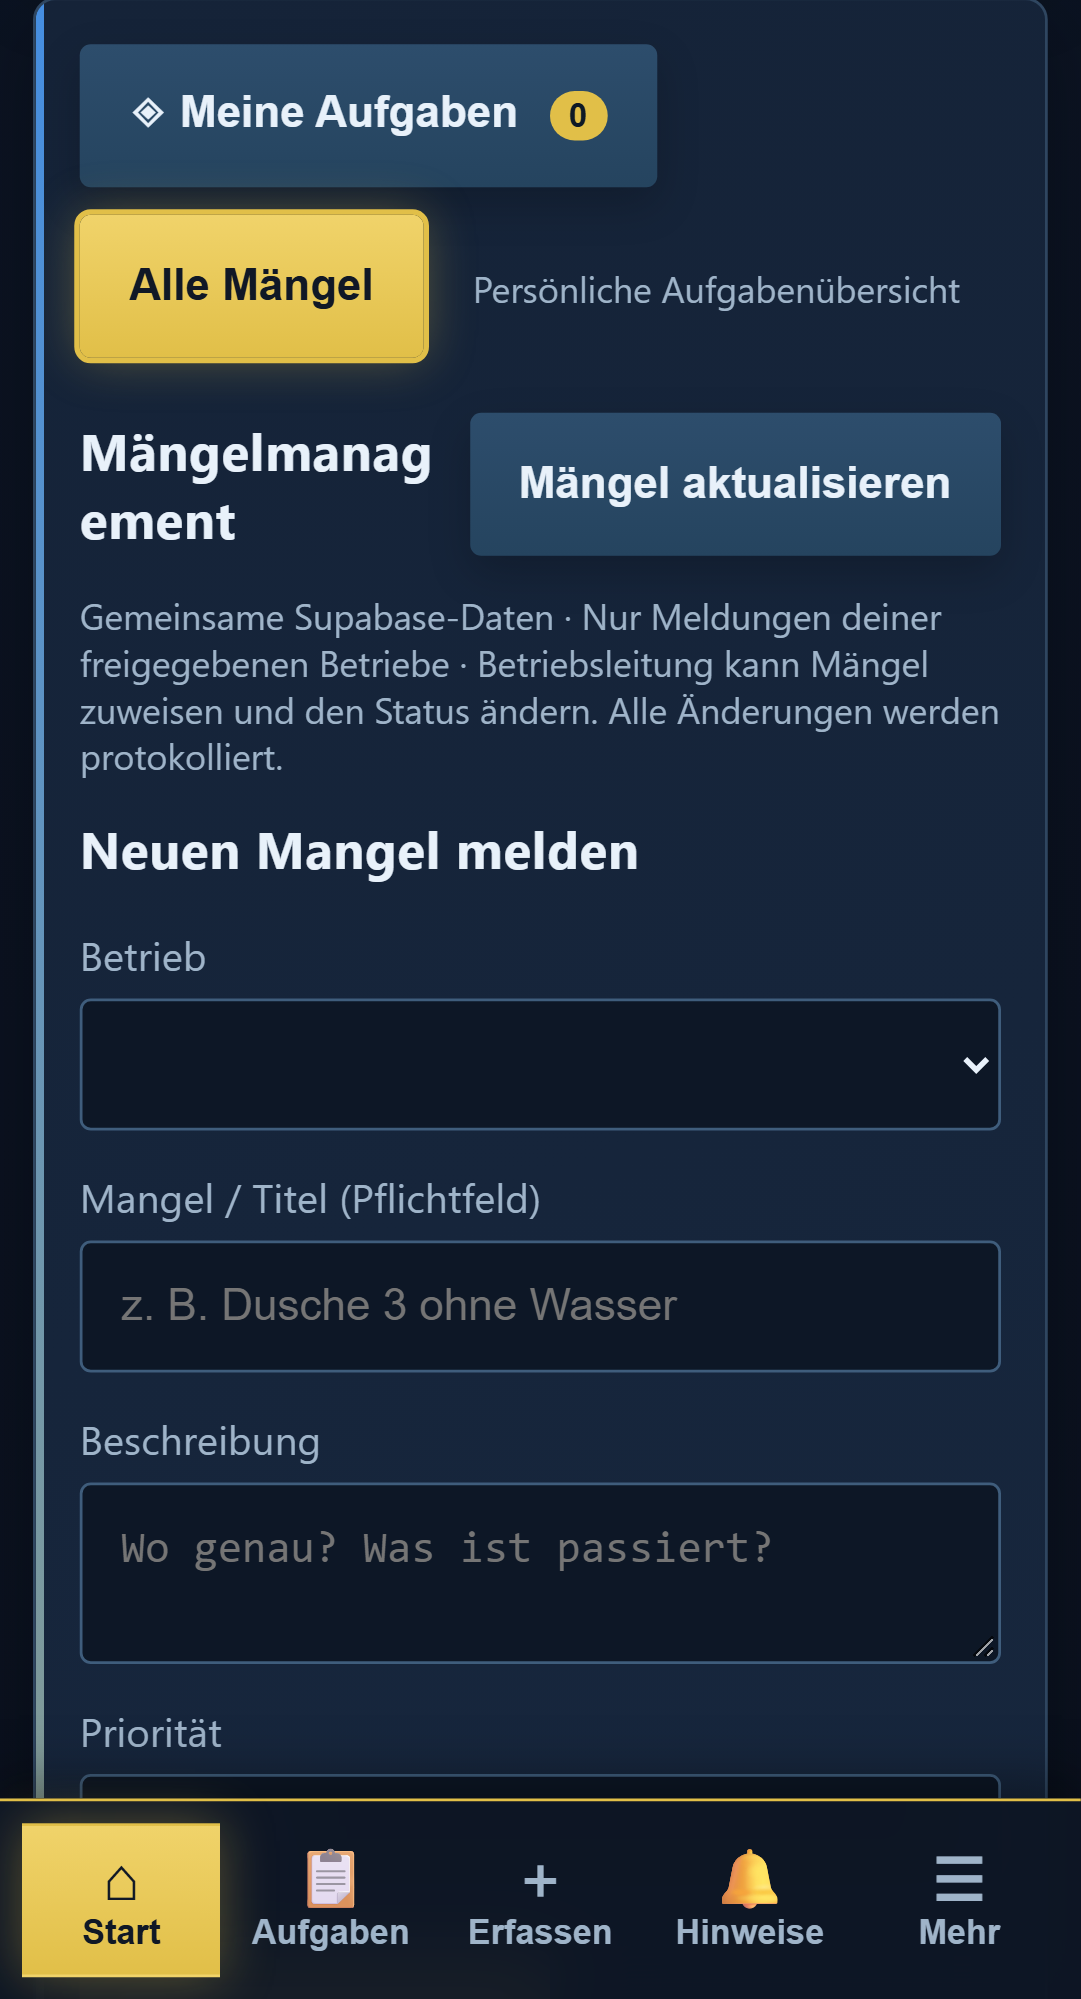 Meine Aufgaben 0
Alle Mängel
Persönliche Aufgabenübersicht
Mängelmanag
ement
Mängel aktualisieren
Gemeinsame Supabase-Daten · Nur Meldungen deiner
freigegebenen Betriebe · Betriebsleitung kann Mängel
zuweisen und den Status ändern. Alle Änderungen werden
protokolliert.
Neuen Mangel melden
Betrieb
Mangel / Titel (Pflichtfeld)
z. B. Dusche 3 ohne Wasser
Beschreibung
Wo genau? Was ist passiert?
Priorität
Start
Aufgaben
Erfassen
Hinweise
Mehr